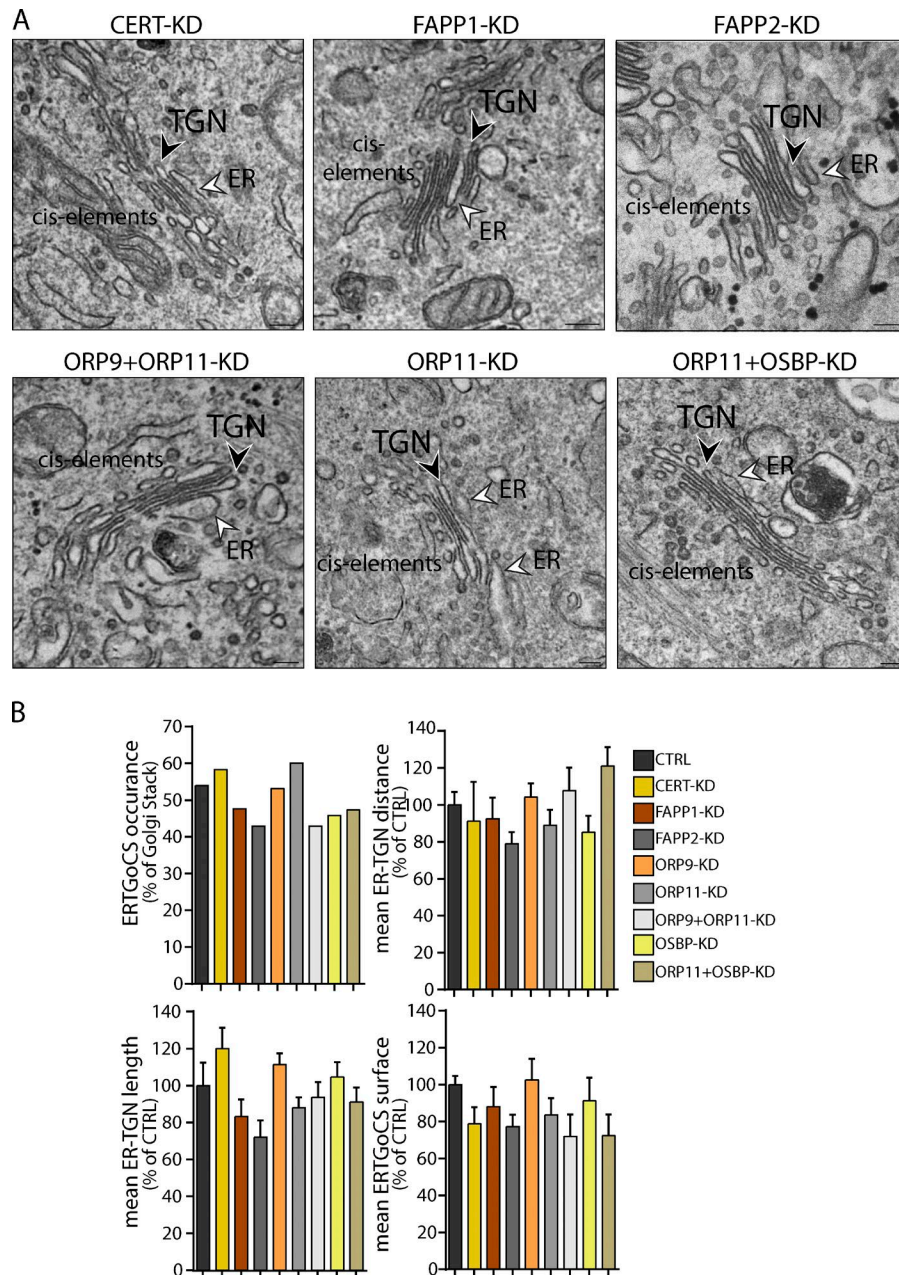 A
CERT-KD
FAPP1-KD
FAPP2-KD
TGN
ER
cis-elements
TGN
cis-
elements
ER
TGN
ER
cis-elements
ORP9+ORP11-KD
ORP11-KD
ORP11+OSBP-KD
TGN
cis-elements
ER
TGN
ER
cis-elements
ER
TGN
ER
cis-elements
B
ERTGoCS occurance
(% of Golgi Stack)
70
60
50
40
30
20
10
0
mean ER-TGN distance
(% of CTRL)
140
120
100
80
60
40
20
0
CTRL
CERT-KD
FAPP1-KD
FAPP2-KD
ORP9-KD
ORP11-KD
ORP9+ORP11-KD
OSBP-KD
ORP11+OSBP-KD
mean ER-TGN length
(% of CTRL)
140
120
100
80
60
40
20
0
mean ERTGoCS surface
(% of CTRL)
140
120
100
80
60
40
20
0